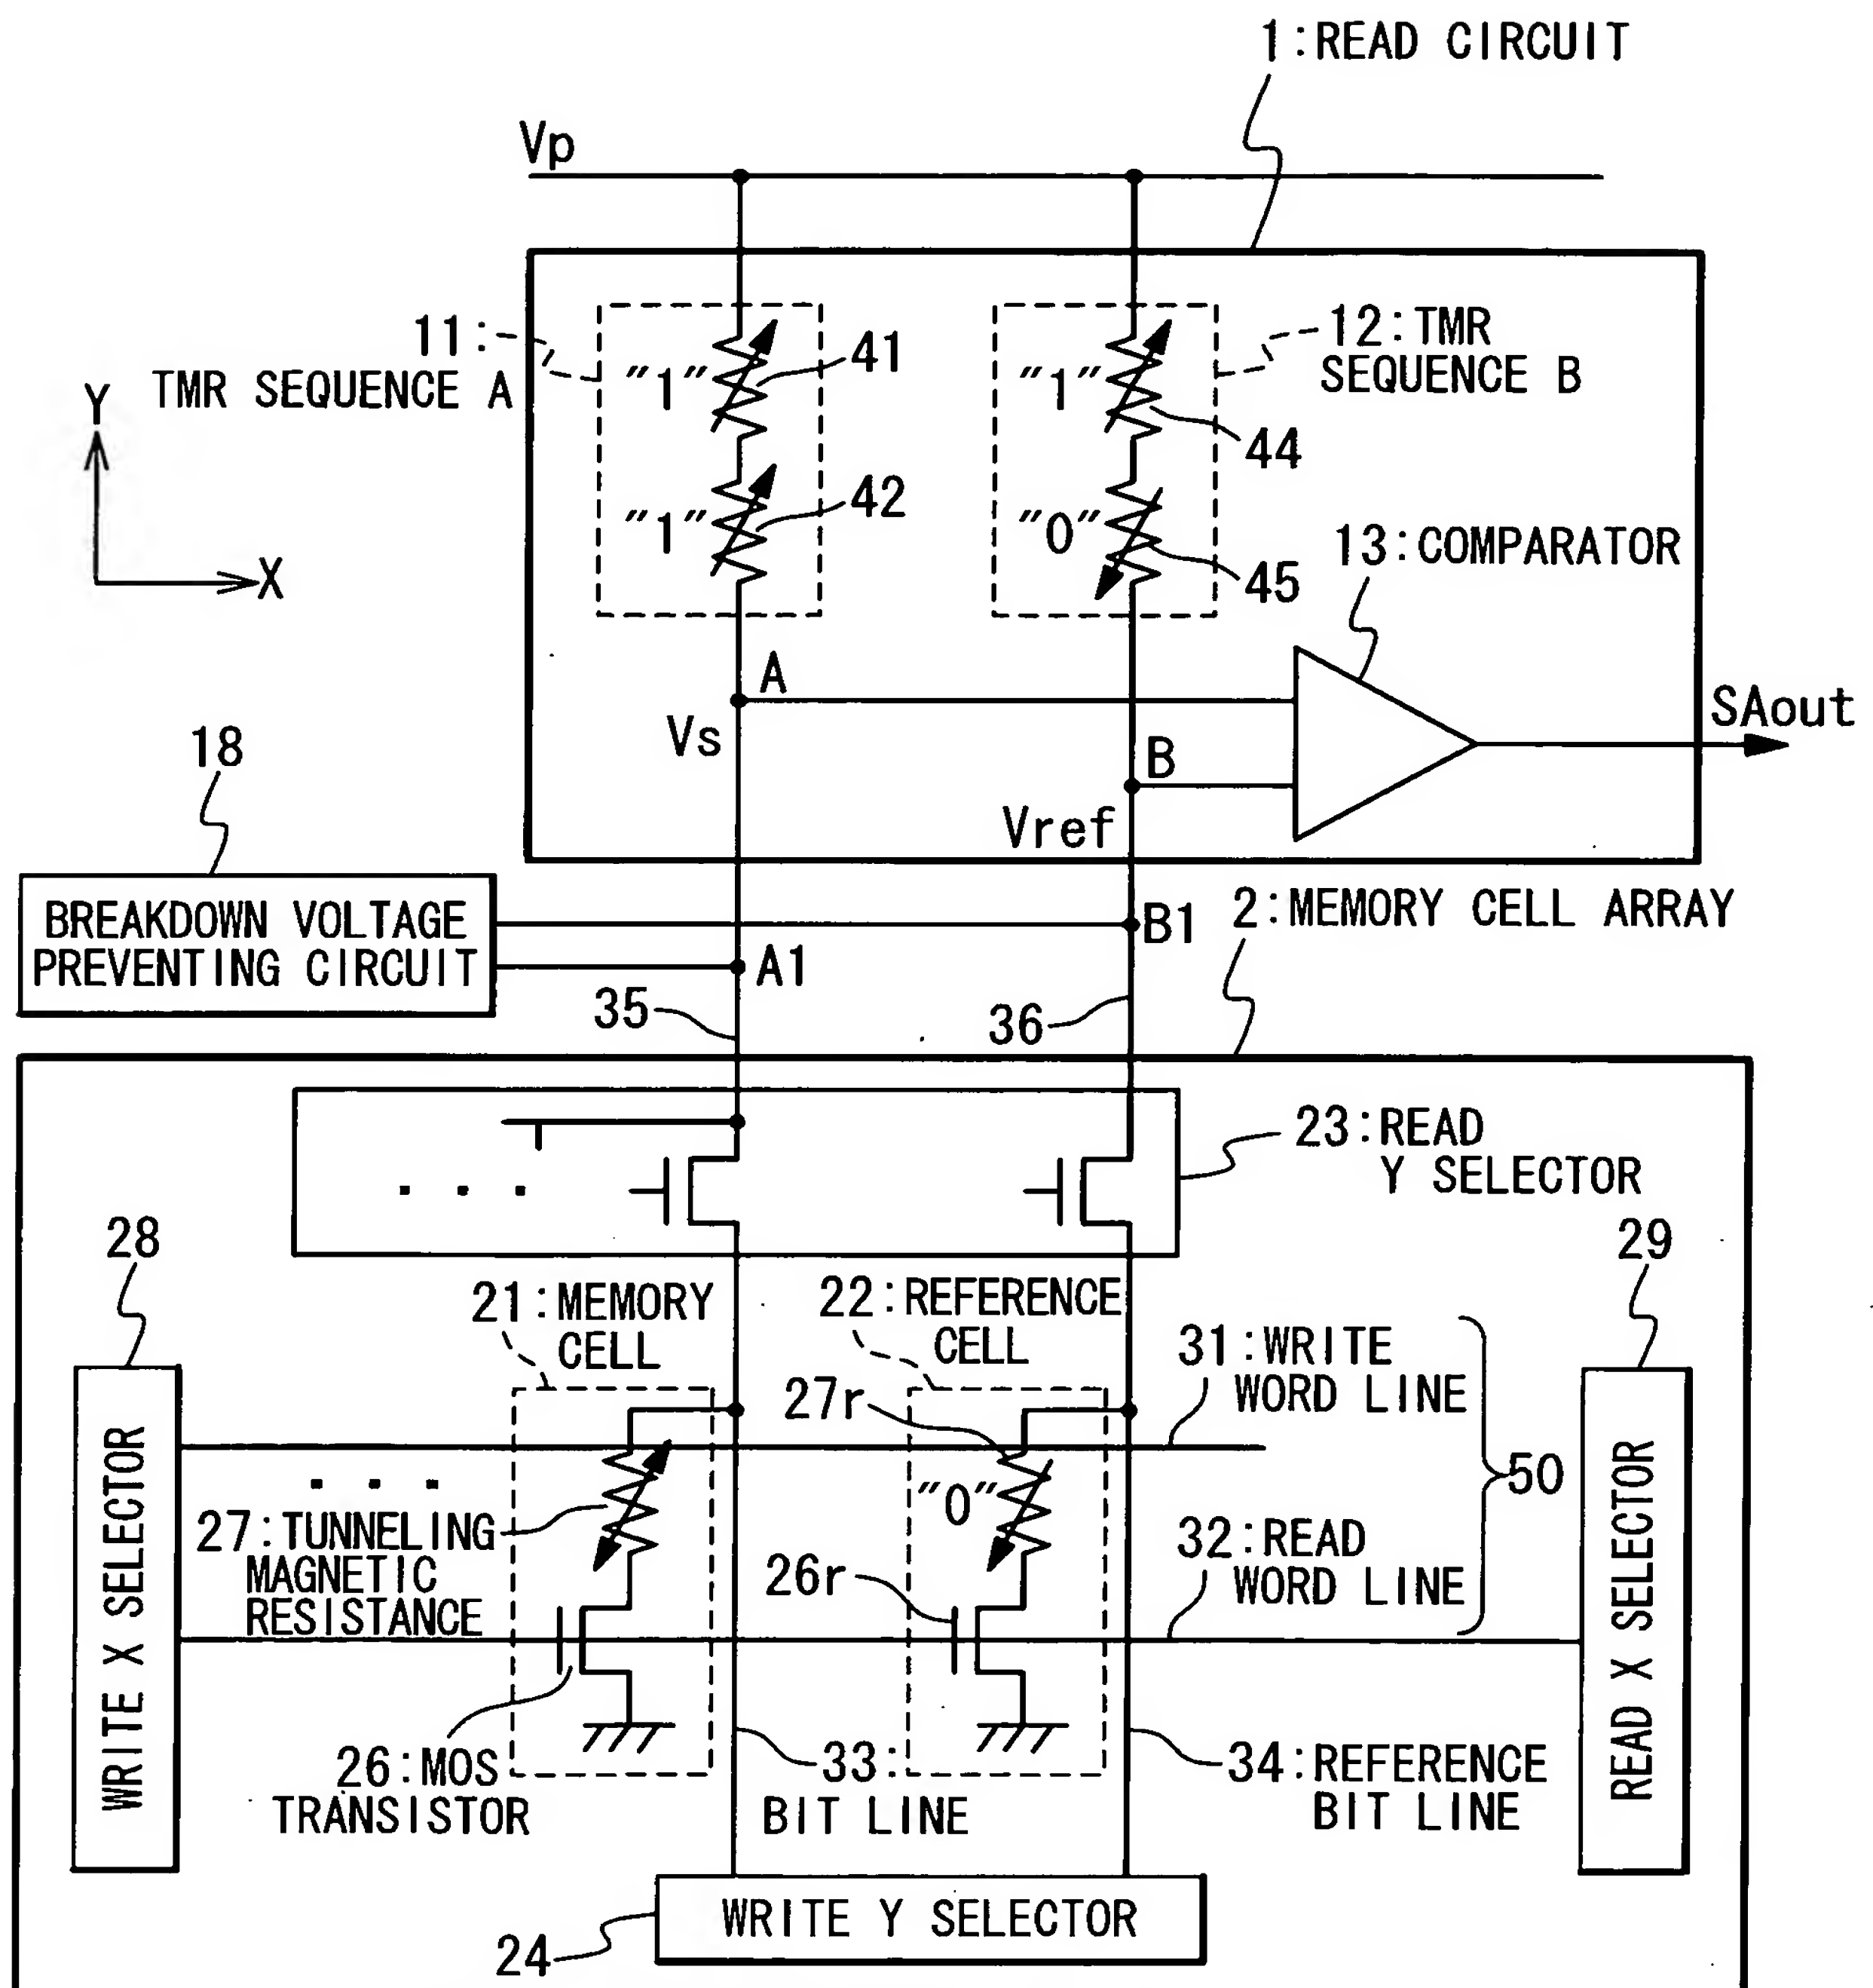 1:READ CIRCUIT
Vp
11:
TMR SEQUENCE A
"1"
41
"1"
42
"1"
44
"0"
45
12:TMR
SEQUENCE B
Y
X
13:COMPARATOR
A
Vs
B
Vref
SAout
18
BREAKDOWN VOLTAGE
PREVENTING CIRCUIT
B1
A1
35
36
2:MEMORY CELL ARRAY
23:READ
Y SELECTOR
28
29
21:MEMORY
CELL
22:REFERENCE
CELL
27r
"0"
31:WRITE
WORD LINE
50
27:TUNNELING
MAGNETIC
RESISTANCE
26r
32:READ
WORD LINE
WRITE X SELECTOR
READ X SELECTOR
26:MOS
TRANSISTOR
33:
BIT LINE
34:REFERENCE
BIT LINE
WRITE Y SELECTOR
24